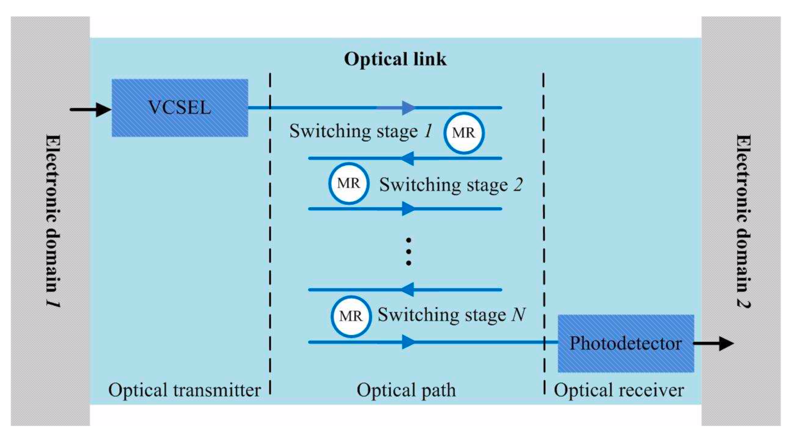 Optical link
VCSEL
Switching stage 1
MR
MR
Switching stage 2
MR
Switching stage N
Photodetector
Optical transmitter
Optical path
Optical receiver
Electronic domain 1
Electronic domain 2